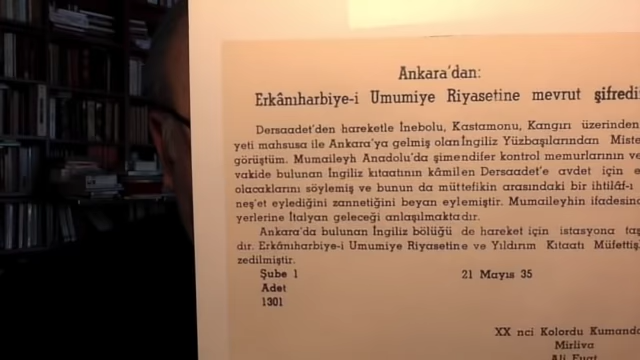 Ankara'dan:
Erkânıharbiye-i Umumiye Riyasetine mevrut şifredi
Dersaadet'den hareketle İnebolu, Kastamonu, Kangırı üzerinden
yeti mahsusa ile Ankara'ya gelmiş olan İngiliz Yüzbaşılarından Miste
görüştüm. Mumaileyh Anadolu'da şimendifer kontrol memurlarının ve
vakide bulunan İngiliz kıtaatının kâmilen Dersaadet'e avdet için e
olacaklarını söylemiş ve bunun da müttefikin arasındaki bir ihtilâf-ı
neş'et eylediğini zannetiğini beyan eylemiştir. Mumaileyhin ifadesin
yerlerine İtalyan geleceği anlaşılmaktadır.
Ankara'da bulunan İngiliz bölüğü de hareket için istasyona taş
dır. Erkânıharbiye-i Umumiye Riyasetine ve Yıldırım Kıtaatı Müfettiş
zedilmiştir.
Şube 1 21 Mayıs 35
Adet
1301
XX nci Kolordu Kumanda
Mirliva
Ali Fuat